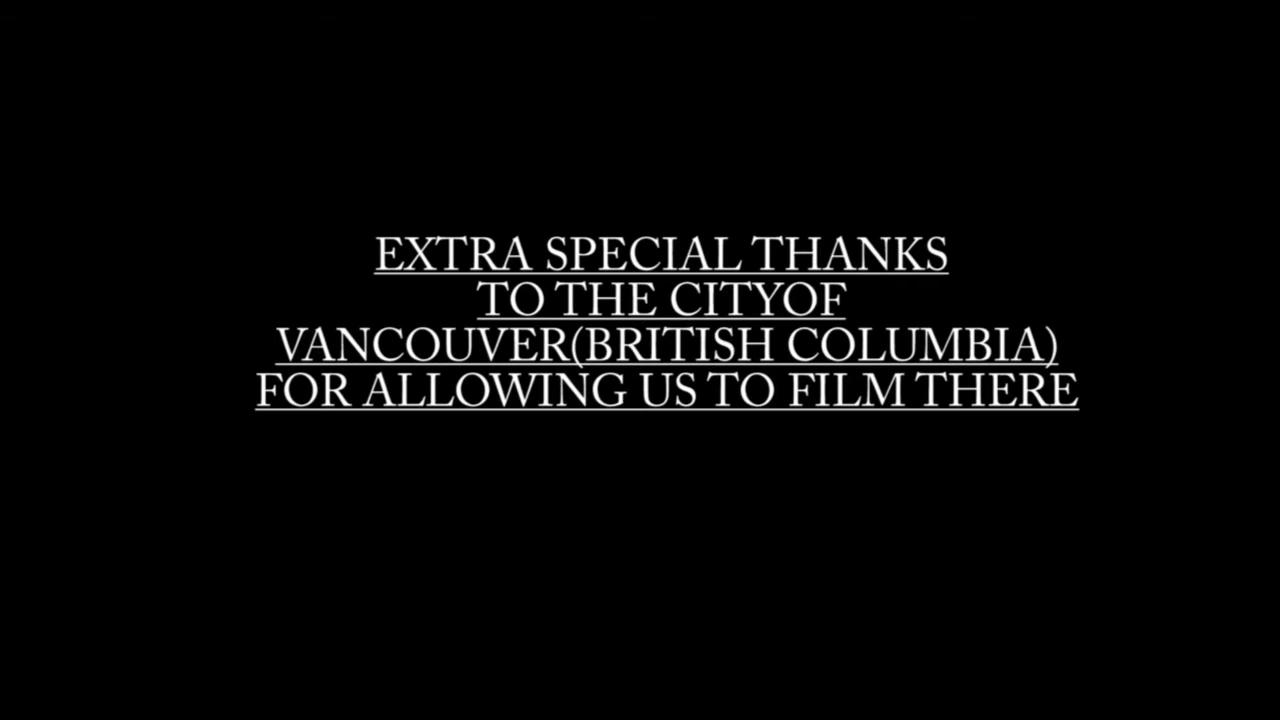 EXTRA SPECIAL THANKS
TO THE CITYOF
VANCOUVER(BRITISH COLUMBIA)
FOR ALLOWING US TO FILM THERE